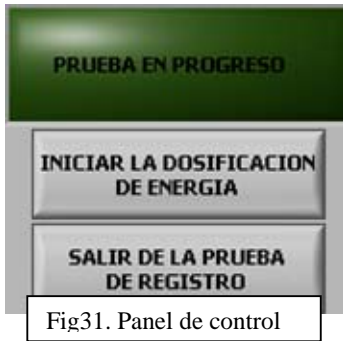 PRUEBA EN PROGRESO
INICIAR LA DOSIFICACION
DE ENERGIA
SALIR DE LA PRUEBA
DE REGISTRO
Fig31. Panel de control